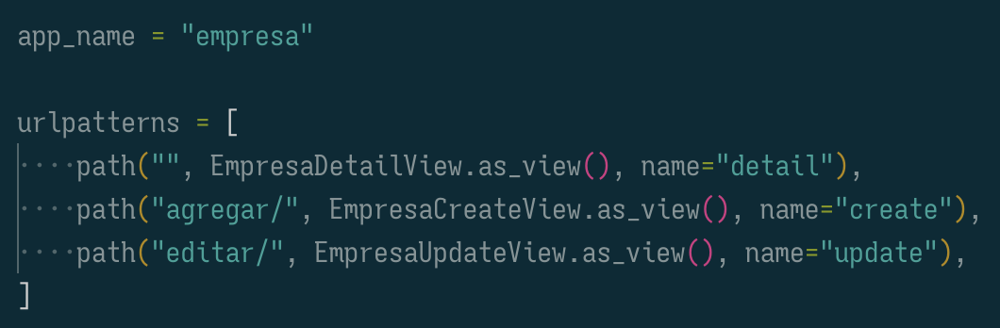 app_name = "empresa"
urlpatterns = [
    path("", EmpresaDetailView.as_view(), name="detail"),
    path("agregar/", EmpresaCreateView.as_view(), name="create"),
    path("editar/", EmpresaUpdateView.as_view(), name="update"),
]